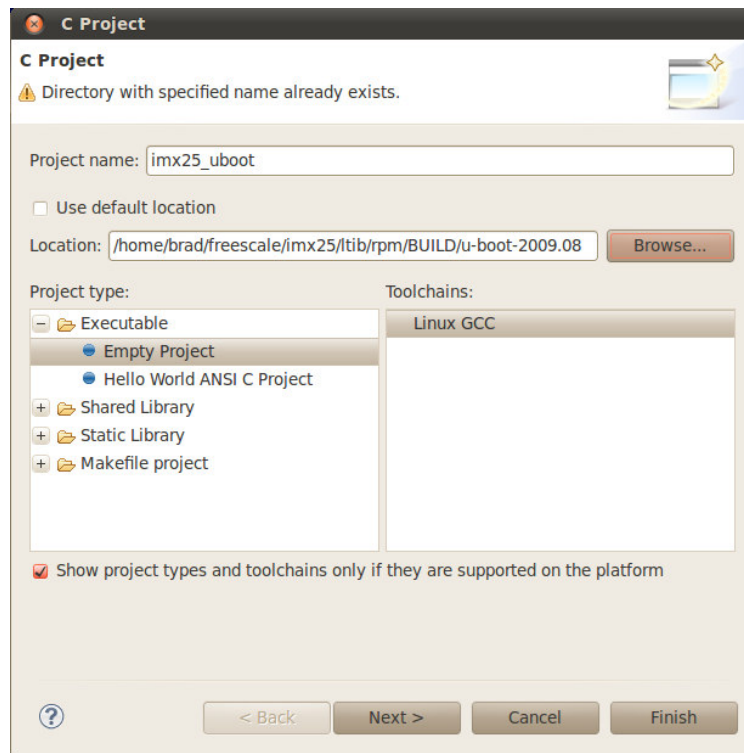 C Project
C Project
Directory with specified name already exists.
Project name: imx25_uboot
Use default location
Location: /home/brad/freescale/imx25/ltib/rpm/BUILD/u-boot-2009.08 Browse...
Project type: Toolchains:
Executable Linux GCC
Empty Project
Hello World ANSI C Project
Shared Library
Static Library
Makefile project
Show project types and toolchains only if they are supported on the platform
? < Back Next > Cancel Finish